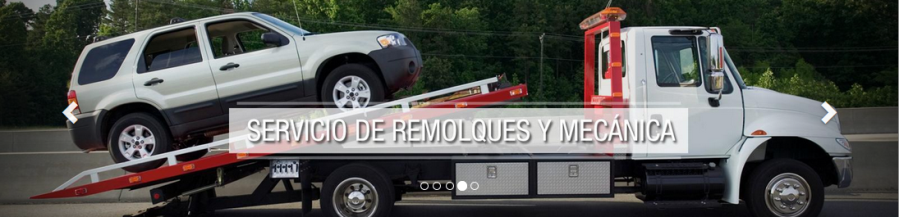 SERVICIO DE REMOLQUES Y MECÁNICA